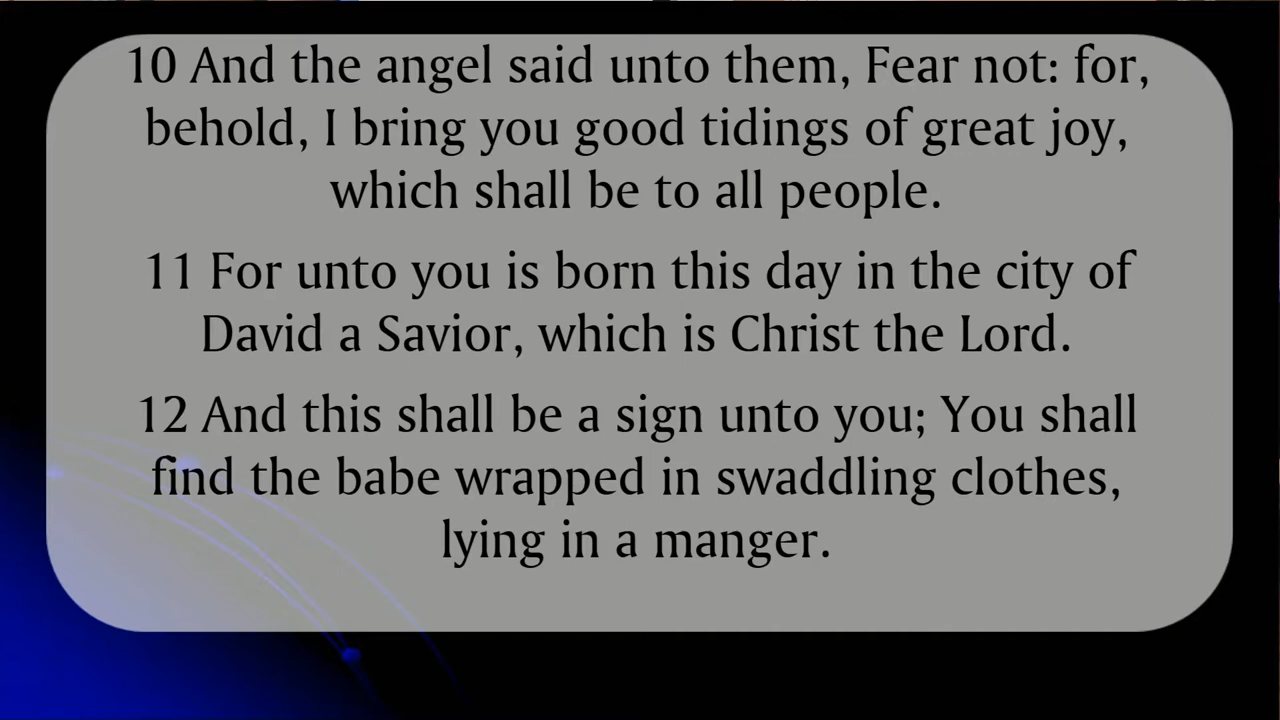 10 And the angel said unto them, Fear not: for,
behold, I bring you good tidings of great joy,
which shall be to all people.
11 For unto you is born this day in the city of
David a Savior, which is Christ the Lord.
12 And this shall be a sign unto you; You shall
find the babe wrapped in swaddling clothes,
lying in a manger.